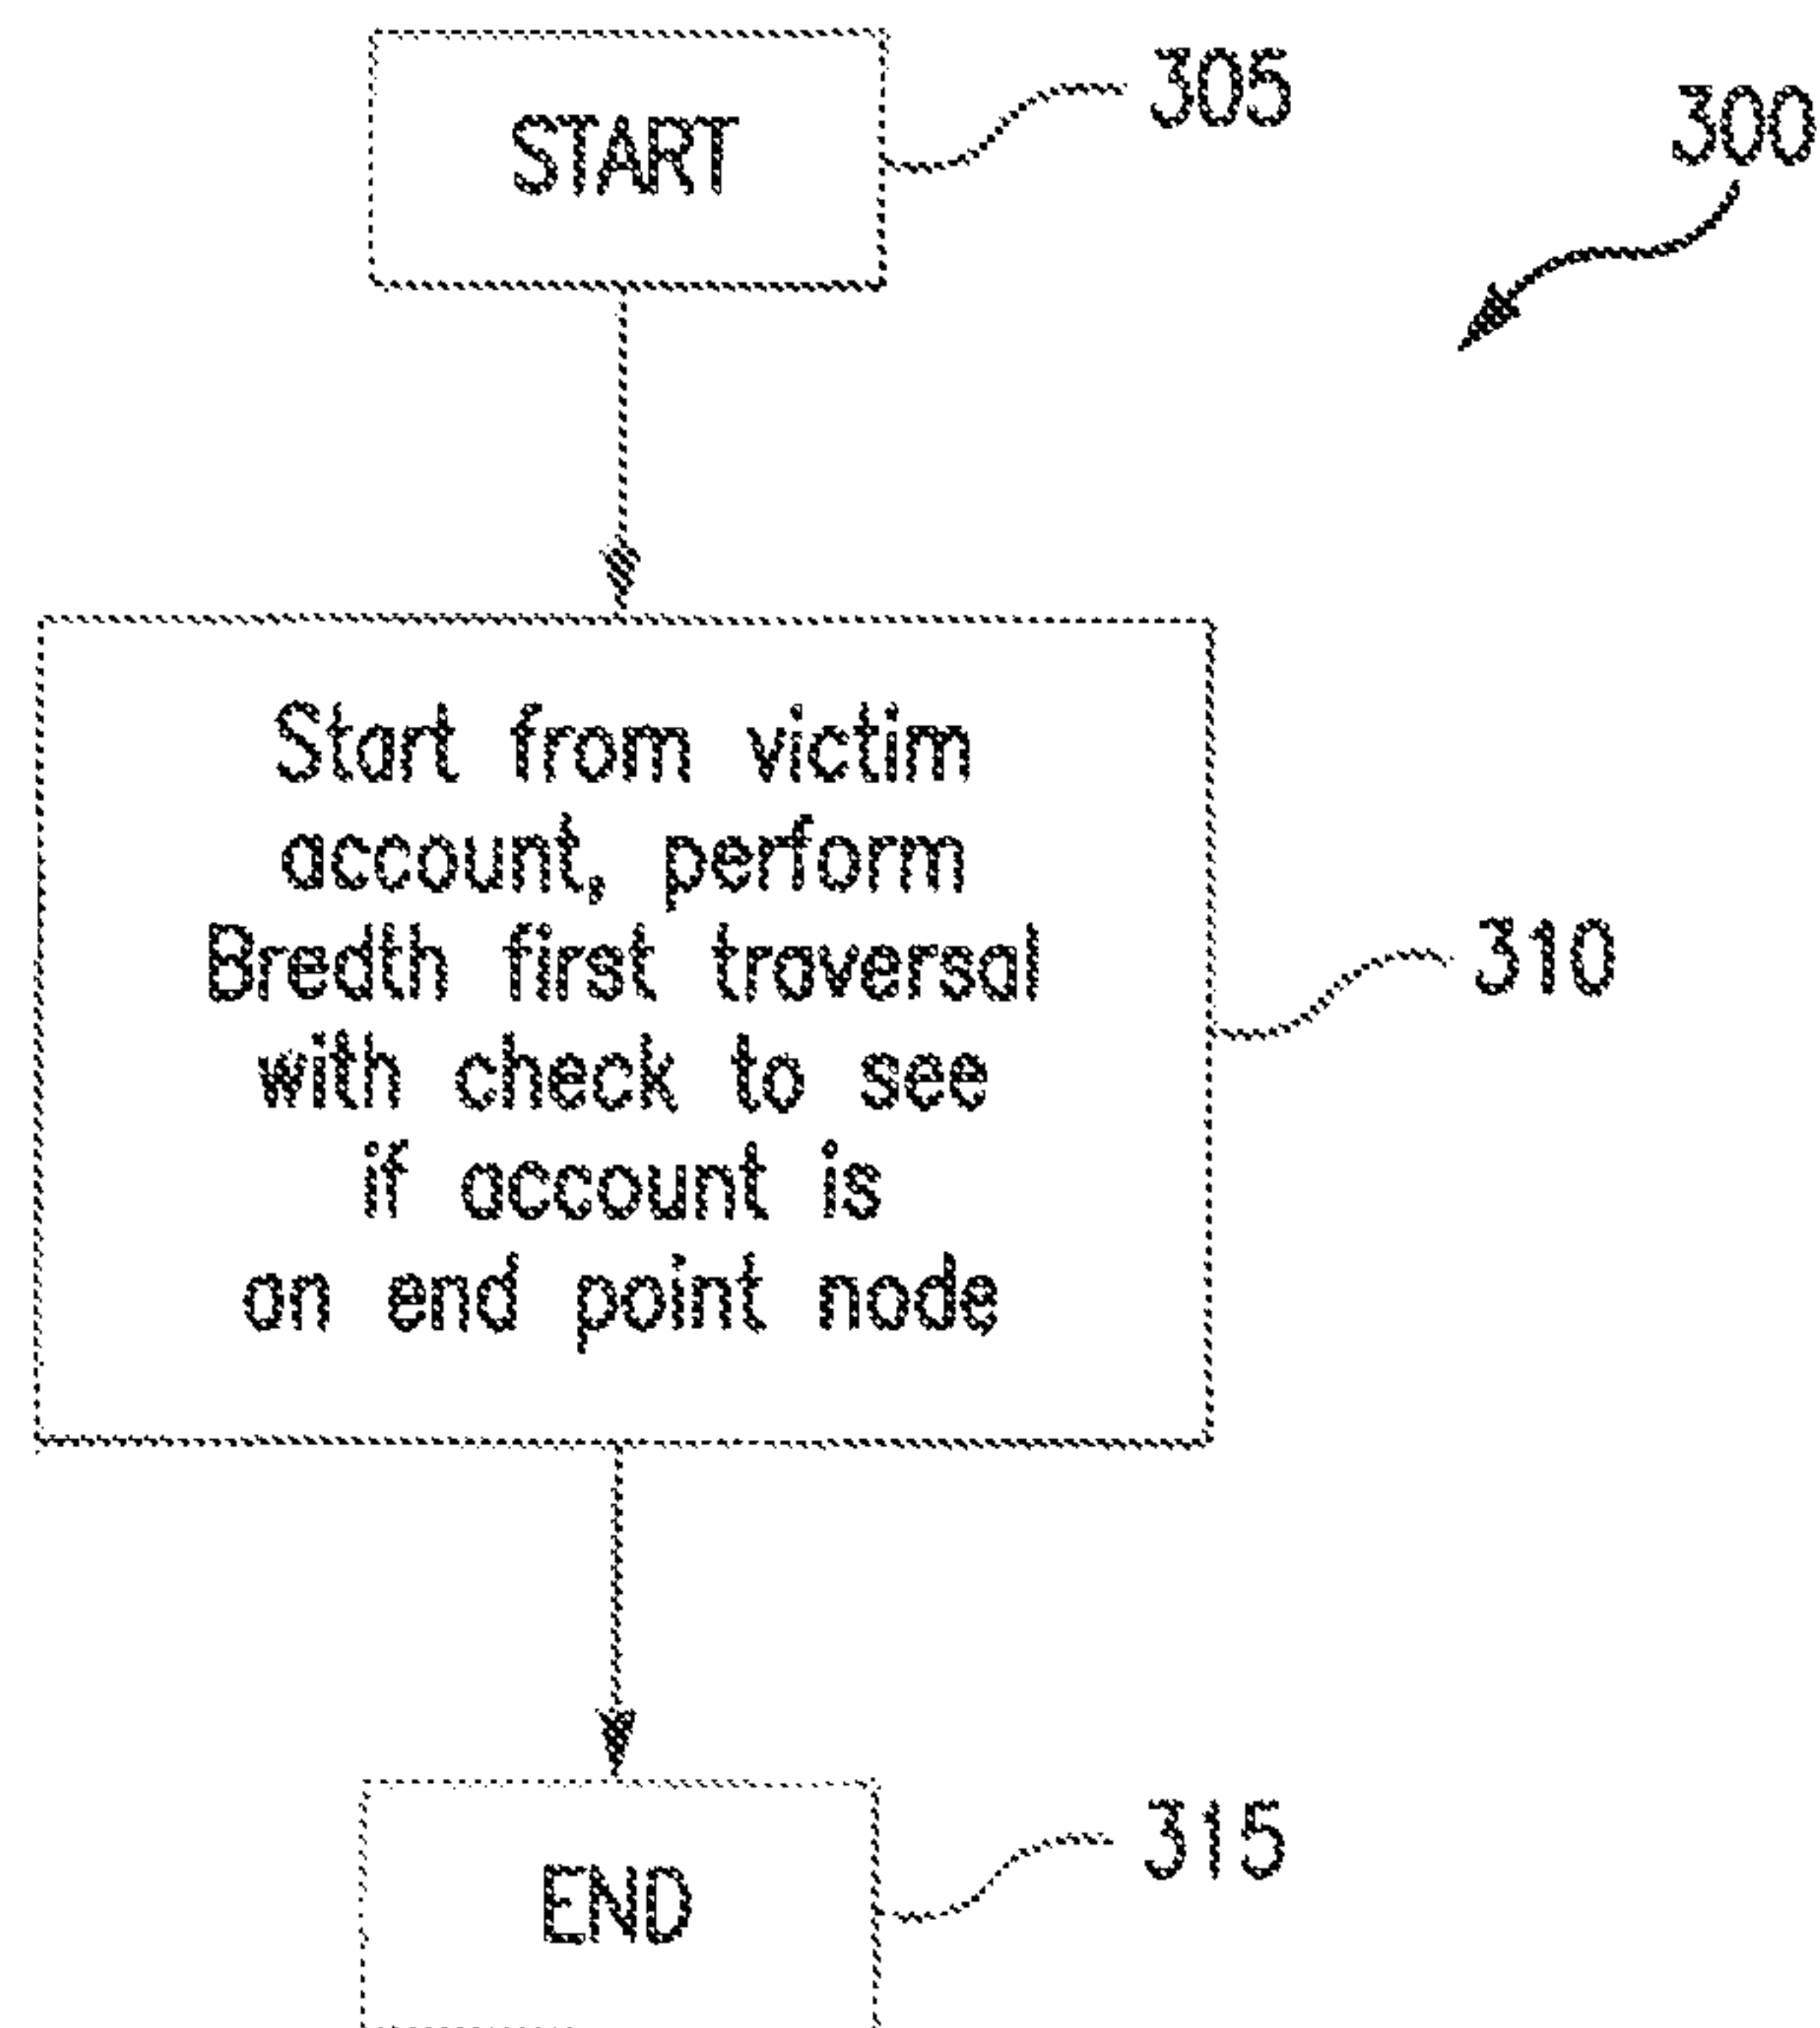 START
305
300
Start from victim
account, perform
Bredth first traversal
with check to see
if account is
an end point node
310
END
315